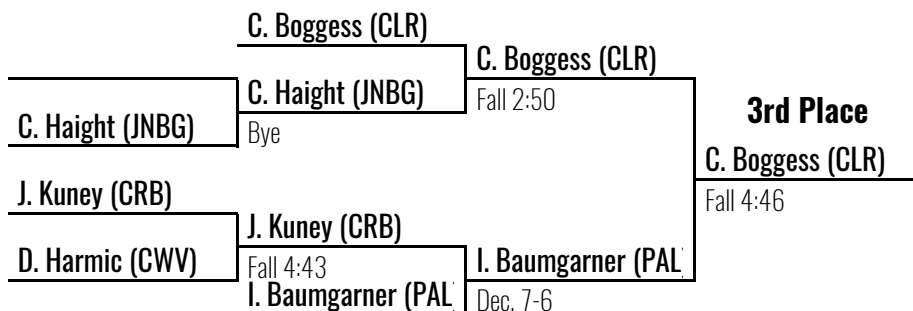 C. Boggess (CLR)
C. Boggess (CLR)
C. Haight (JNBG)
Fall 2:50
3rd Place
C. Haight (JNBG)
Bye
C. Boggess (CLR)
J. Kuney (CRB)
Fall 4:46
J. Kuney (CRB)
D. Harmic (CWV)
Fall 4:43
I. Baumgarner (PAL
I. Baumgarner (PAL
Dec. 7-6